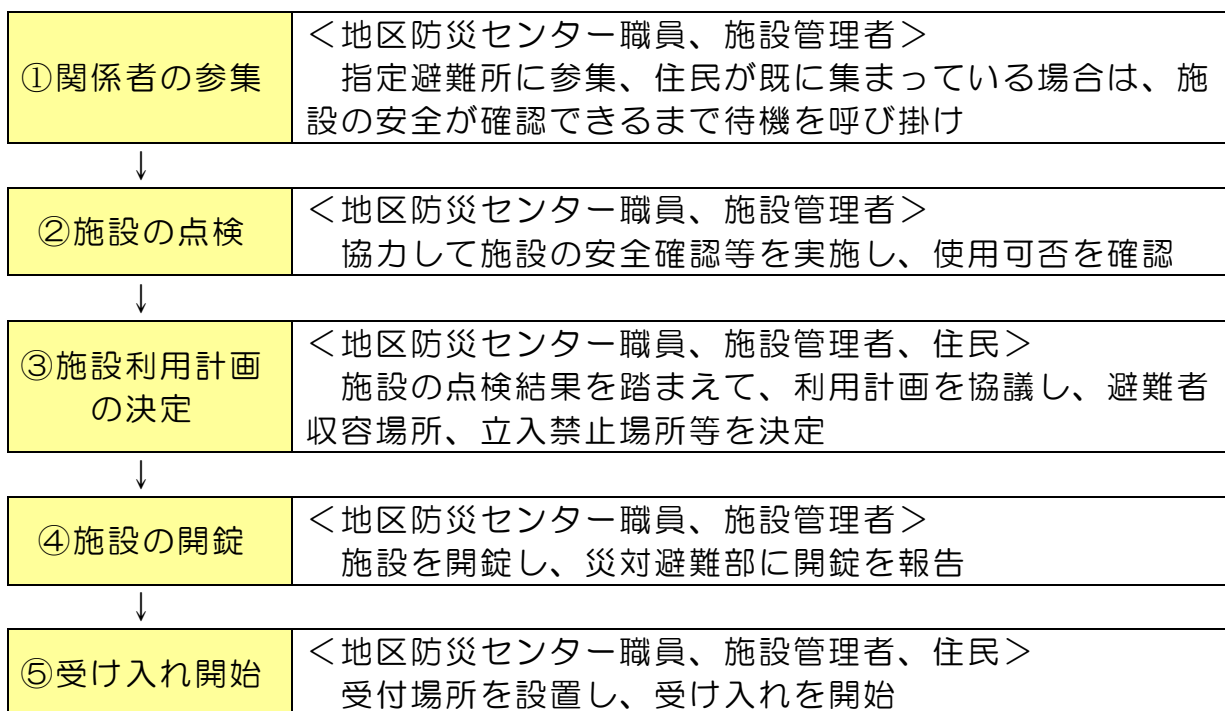 ①関係者の参集
＜地区防災センター職員、施設管理者＞
指定避難所に参集、住民が既に集まっている場合は、施
設の安全が確認できるまで待機を呼び掛け
↓
②施設の点検
＜地区防災センター職員、施設管理者＞
協力して施設の安全確認等を実施し、使用可否を確認
↓
③施設利用計画
の決定
＜地区防災センター職員、施設管理者、住民＞
施設の点検結果を踏まえて、利用計画を協議し、避難者
収容場所、立入禁止場所等を決定
↓
④施設の開錠
＜地区防災センター職員、施設管理者＞
施設を開錠し、災対避難部に開錠を報告
↓
⑤受け入れ開始
＜地区防災センター職員、施設管理者、住民＞
受付場所を設置し、受け入れを開始